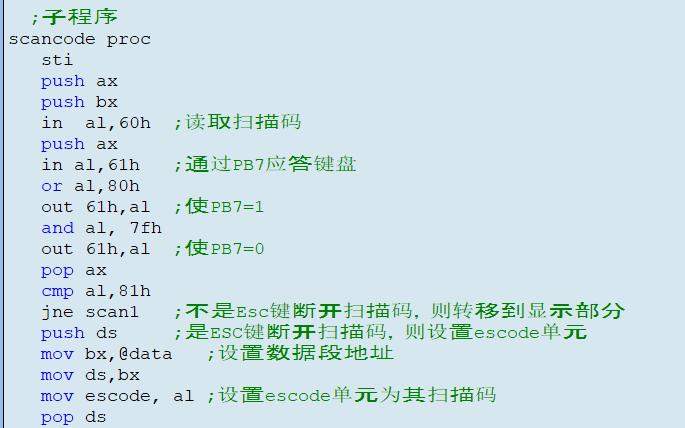 ;子程序
scancode proc
sti
push ax
push bx
in al,60h ;读取扫描码
push ax
in al,61h ;通过PB7应答键盘
or al,80h
out 61h,al ;使PB7=1
and al, 7fh
out 61h,al ;使PB7=0
pop ax
cmp al,81h
jne scan1 ;不是Esc键断开扫描码, 则转移到显示部分
push ds ;是ESC键断开扫描码, 则设置escode单元
mov bx,@data ;设置数据段地址
mov ds,bx
mov escode, al ;设置escode单元为其扫描码
pop ds